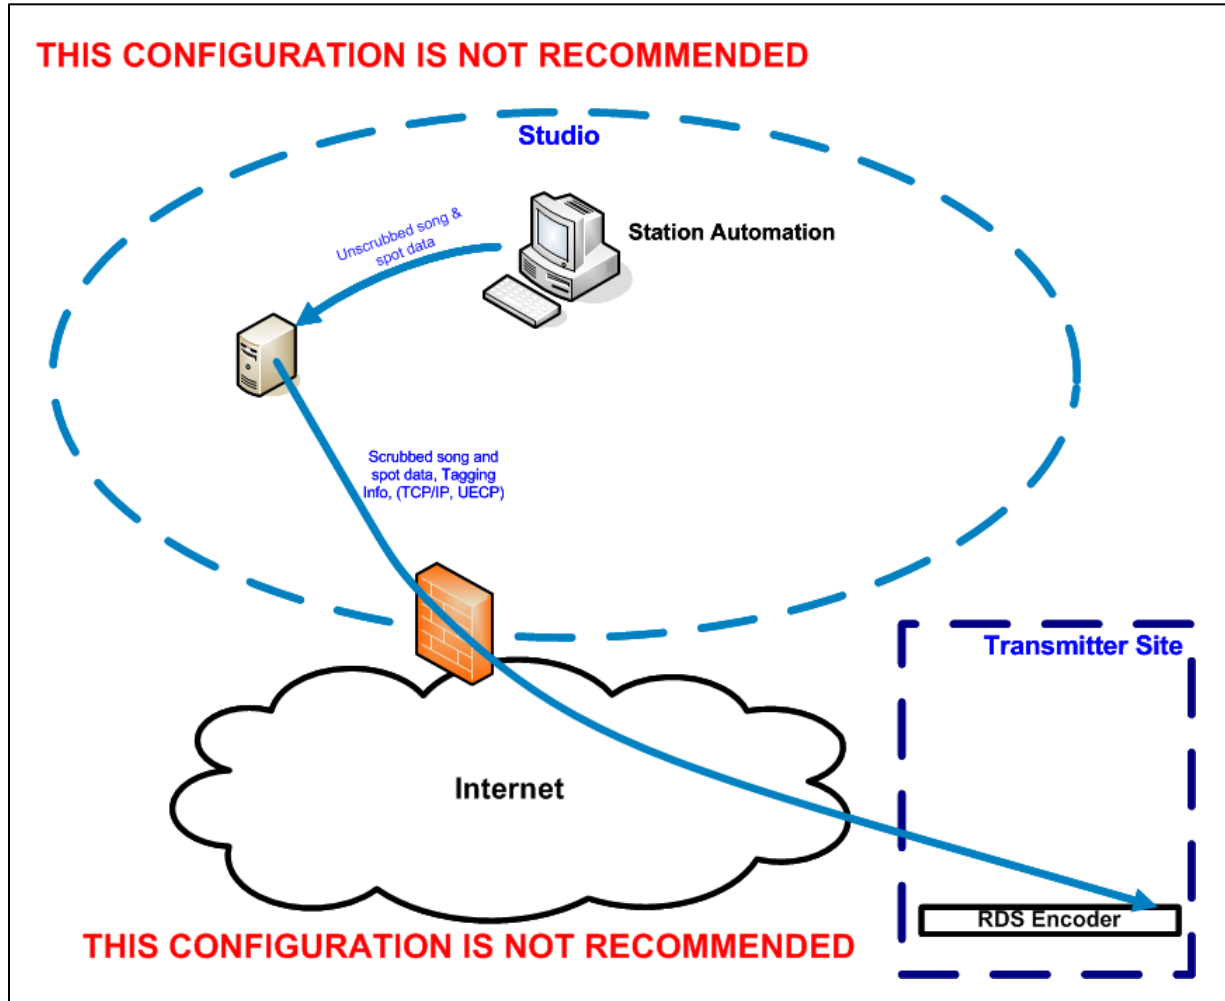 THIS CONFIGURATION IS NOT RECOMMENDED
Studio
Station Automation
Unscrubbed song &
spot data
Scrubbed song and
spot data, Tagging
Info, (TCP/IP, UECP)
Transmitter Site
Internet
RDS Encoder
THIS CONFIGURATION IS NOT RECOMMENDED